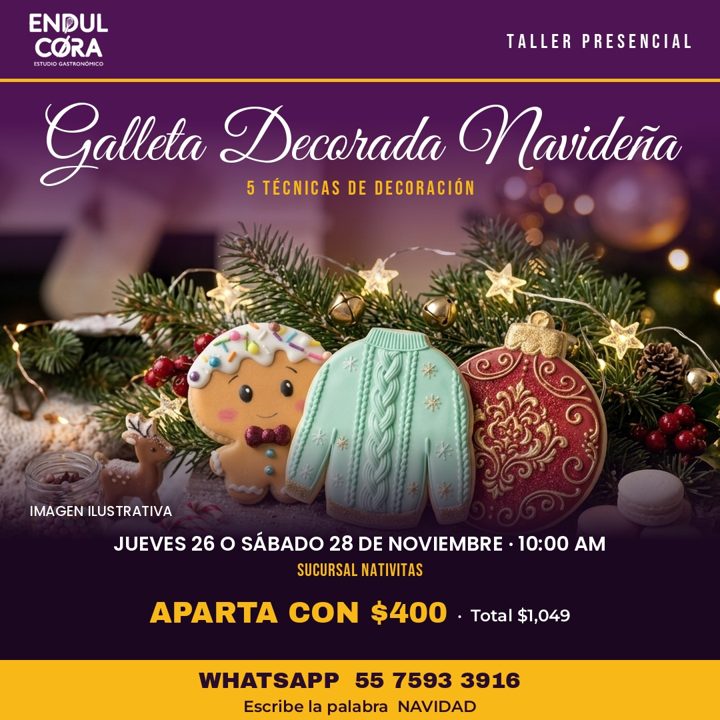 ENDUL
CØRA
ESTUDIO GASTRONÓMICO
TALLER PRESENCIAL
Galleta Decorada Navideña
5 TÉCNICAS DE DECORACIÓN
IMAGEN ILUSTRATIVA
JUEVES 26 O SÁBADO 28 DE NOVIEMBRE · 10:00 AM
SUCURSAL NATIVITAS
APARTA CON $400 · Total $1,049
WHATSAPP 55 7593 3916
Escribe la palabra NAVIDAD